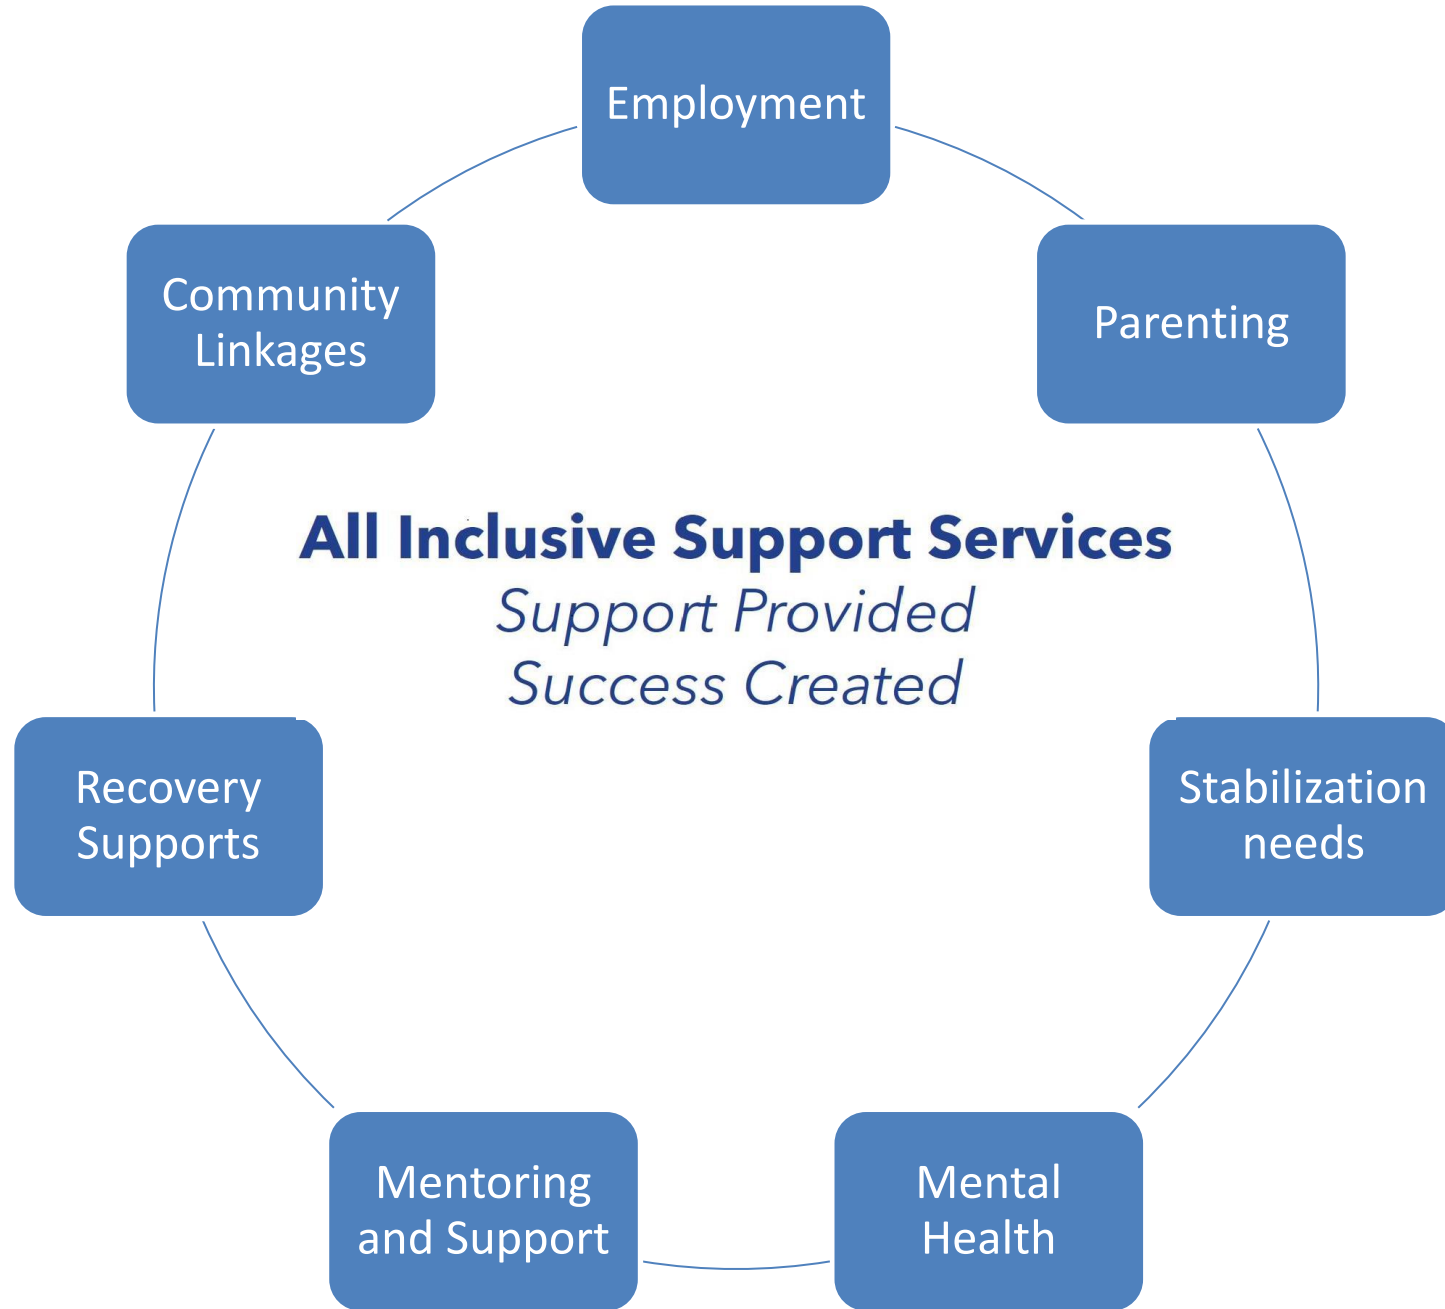 Employment
Parenting
Stabilization
needs
Mental
Health
Mentoring
and Support
Recovery
Supports
Community
Linkages
All Inclusive Support Services
Support Provided
Success Created